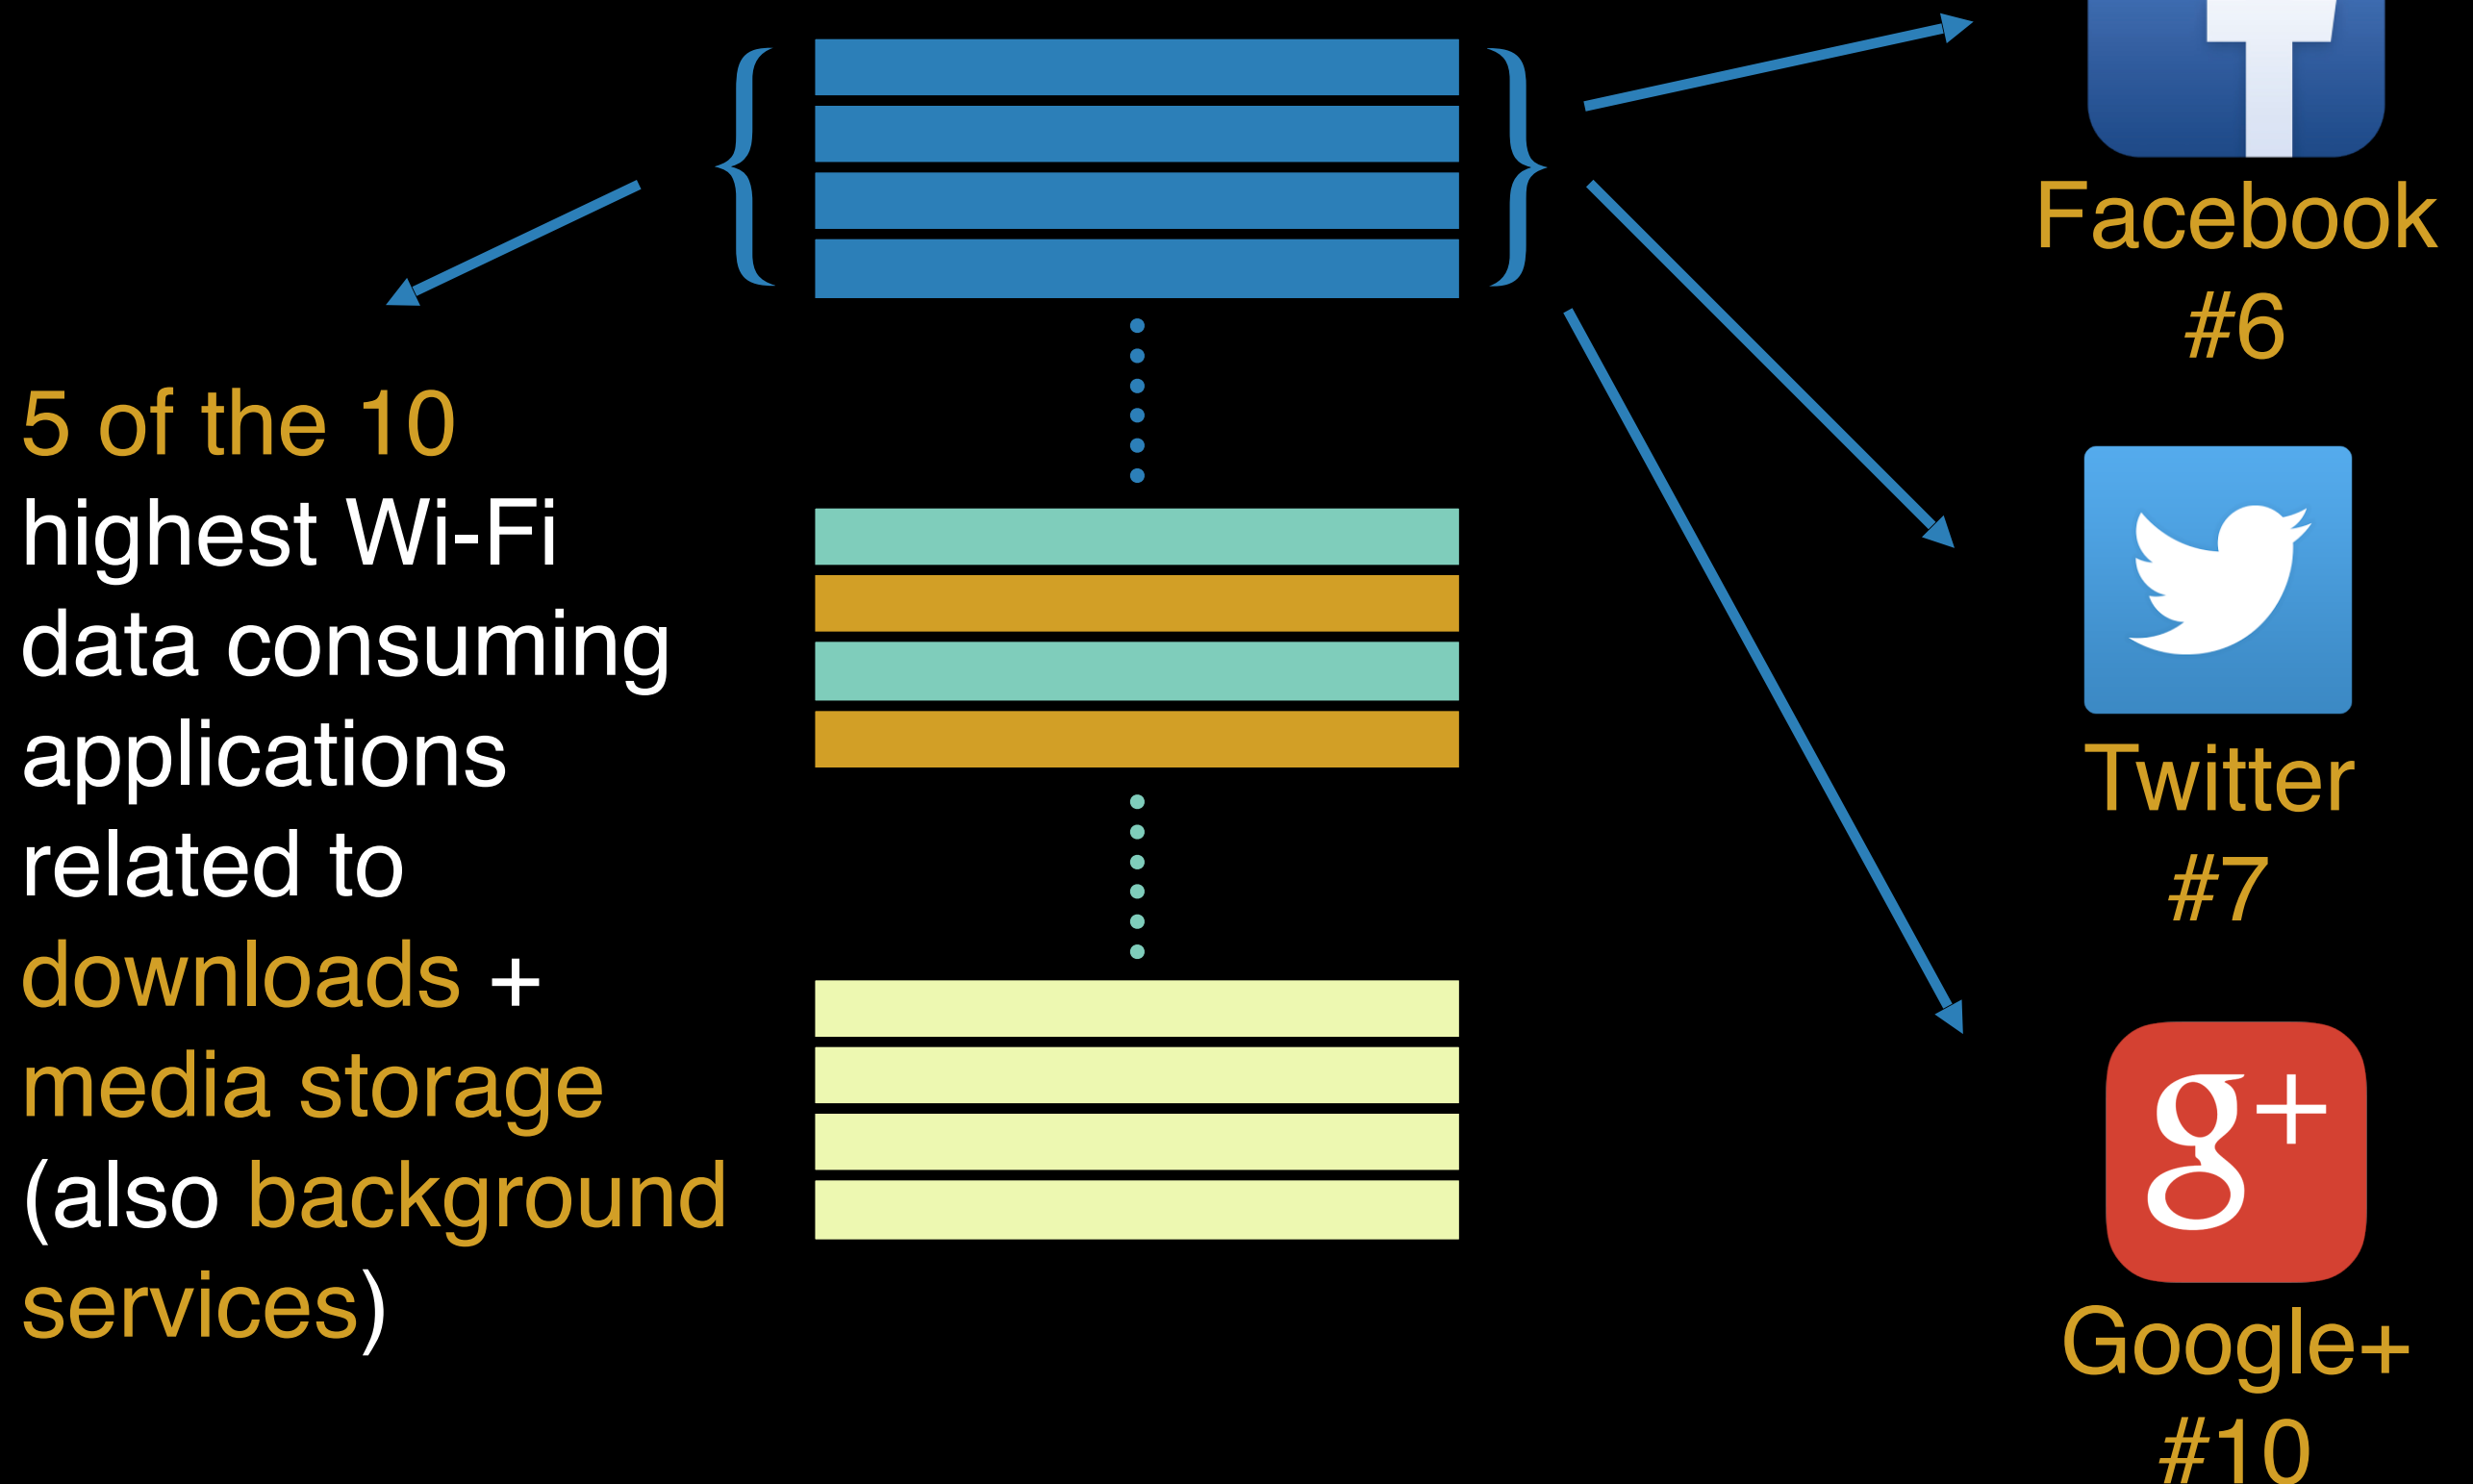 5 of the 10
highest Wi-Fi
data consuming
applications
related to
downloads +
media storage
(also background
services)
Facebook
#6
Twitter
#7
g+
Google+
#10